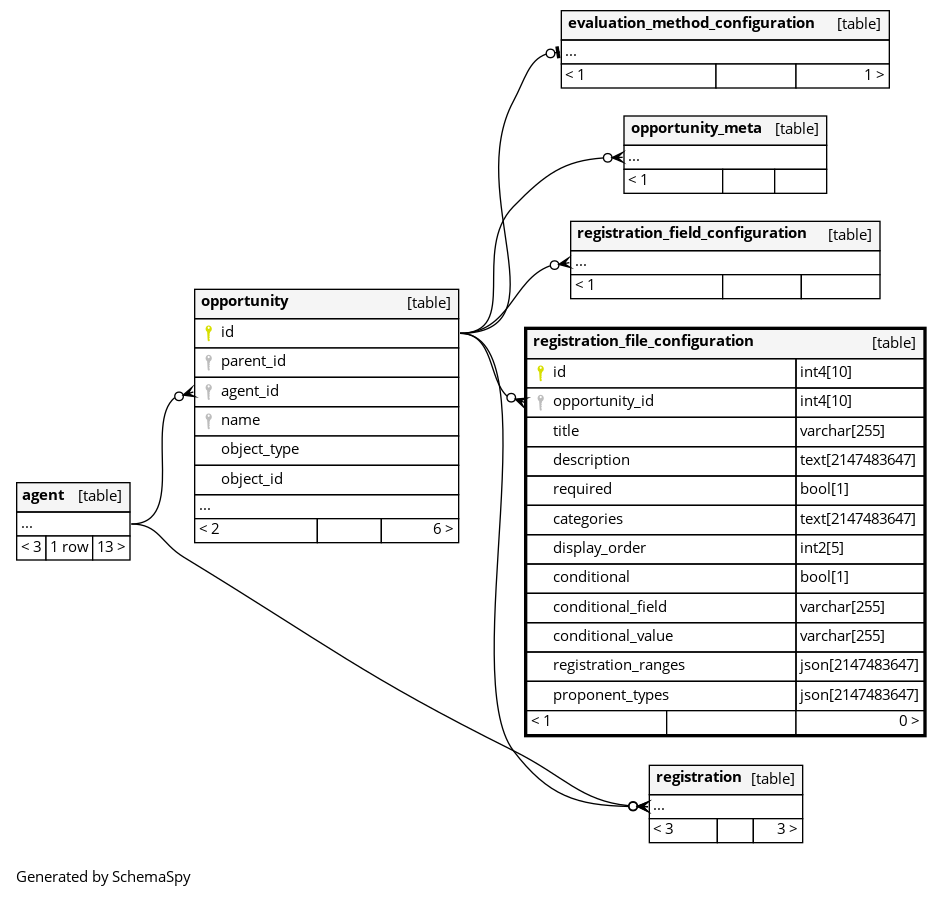 evaluation_method_configuration [table]
...
< 1 1 >
opportunity_meta [table]
...
< 1
registration_field_configuration [table]
...
< 1
opportunity [table]
id
parent_id
agent_id
name
object_type
object_id
...
< 2 6 >
registration_file_configuration [table]
id int4[10]
opportunity_id int4[10]
title varchar[255]
description text[2147483647]
required bool[1]
categories text[2147483647]
display_order int2[5]
conditional bool[1]
conditional_field varchar[255]
conditional_value varchar[255]
registration_ranges json[2147483647]
proponent_types json[2147483647]
< 1 0 >
agent [table]
...
< 3 1 row 13 >
registration [table]
...
< 3 3 >
Generated by SchemaSpy